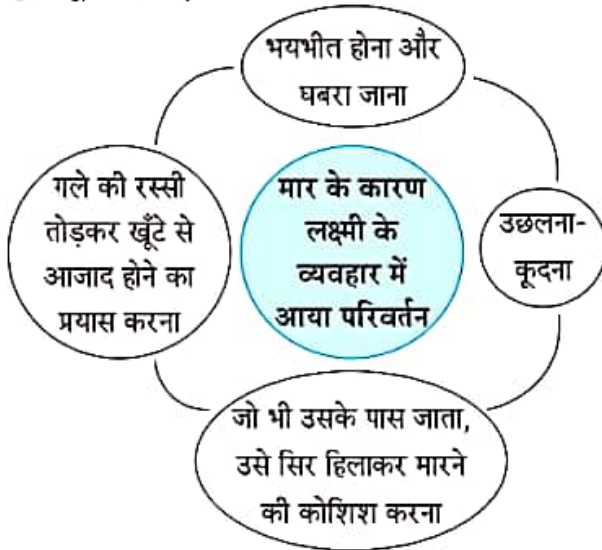 भयभीत होना और
घबरा जाना
गले की रस्सी
तोड़कर खूँटे से
आजाद होने का
प्रयास करना
मार के कारण
लक्ष्मी के
व्यवहार में
आया परिवर्तन
उछलना-
कूदना
जो भी उसके पास जाता,
उसे सिर हिलाकर मारने
की कोशिश करना